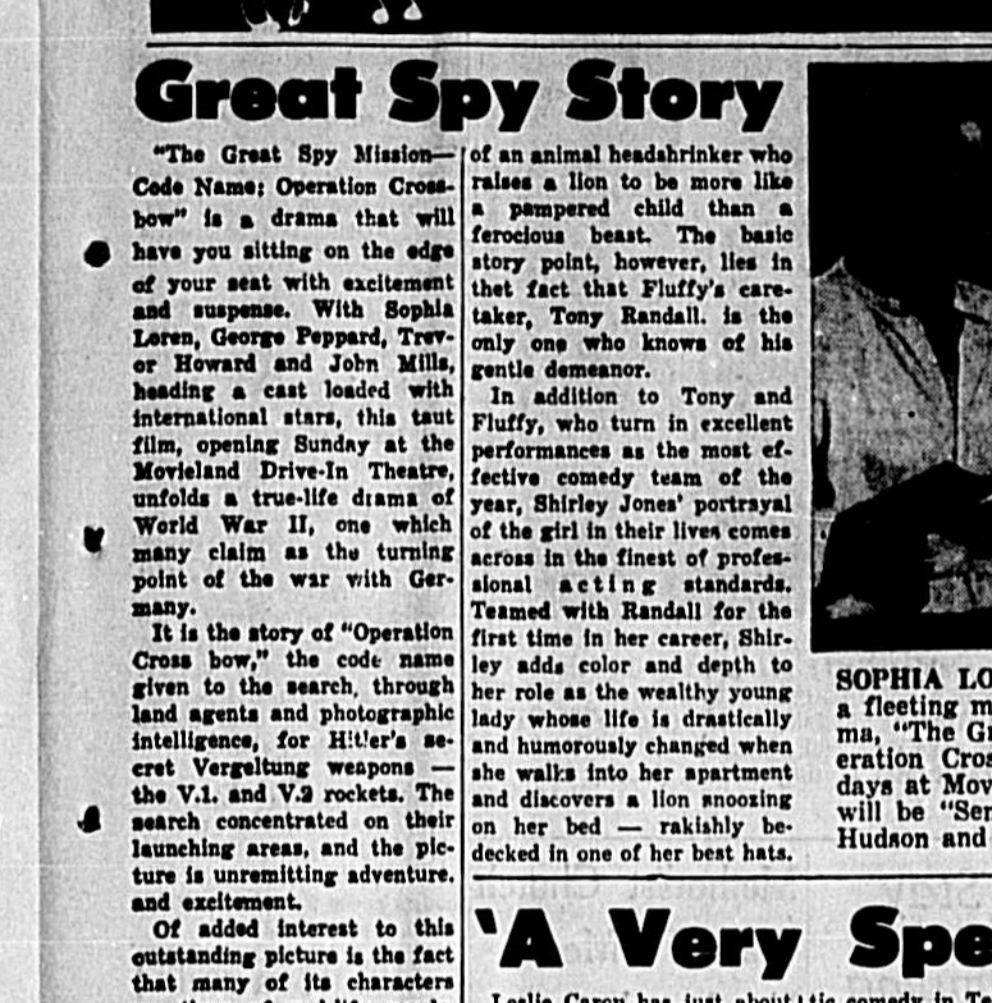 Great Spy Story
"The Great Spy Mission—
Code Name; Operation Cross-
bow" is a drama that will
have you sitting on the edge
of your seat with excitement
and suspense. With Sophia
Loren, George Peppard, Trev-
or Howard and John Mills,
heading a cast loaded with
international stars, this taut
film, opening Sunday at the
Movieland Drive-In Theatre,
unfolds a true-life drama of
World War II, one which
many claim as the turning
point of the war with Ger-
many.
It is the story of "Operation
Cross bow," the code name
given to the search, through
land agents and photographic
intelligence, for Hitler's se-
cret Vergeltung weapons —
the V.1. and V.2 rockets. The
search concentrated on their
launching areas, and the pic-
ture is unremitting adventure.
and excitement.
Of added interest to this
outstanding picture is the fact
that many of its characters
of an animal headshrinker who
raises a lion to be more like
a pampered child than a
ferocious beast. The basic
story point, however, lies in
thet fact that Fluffy's care-
taker, Tony Randall. is the
only one who knows of his
gentle demeanor.
In addition to Tony and
Fluffy, who turn in excellent
performances as the most ef-
fective comedy team of the
year, Shirley Jones' portrayal
of the girl in their lives comes
across in the finest of profes-
sional acting standards.
Teamed with Randall for the
first time in her career, Shir-
ley adds color and depth to
her role as the wealthy young
lady whose life is drastically
and humorously changed when
she walks into her apartment
and discovers a lion snoozing
on her bed — rakishly be-
decked in one of her best hats.
SOPHIA LO
a fleeting m
ma, "The Gr
eration Cros
days at Mov
will be "Sen
Hudson and
'A Very Spe
Leslie Caron has just about
tic comedy in